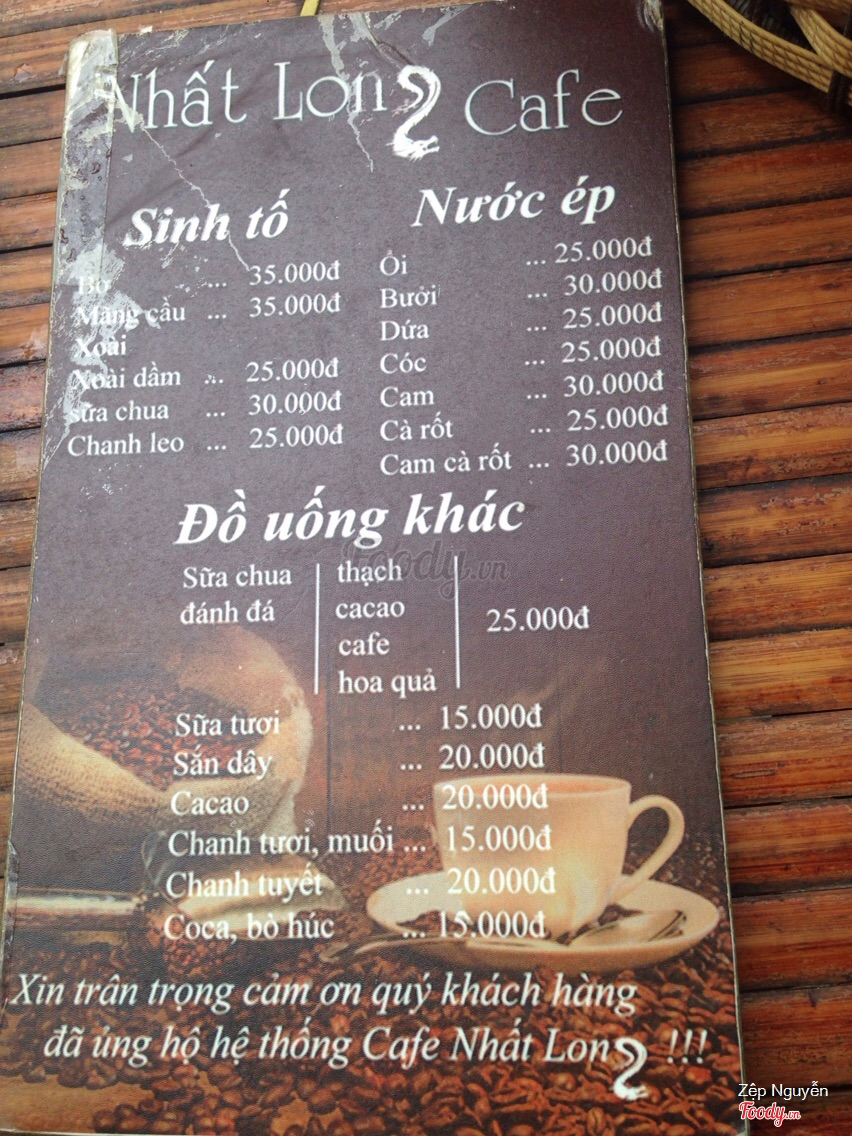 Nhất Long Cafe
Sinh tố
Bơ ... 35.000đ
Mãng cầu ... 35.000đ
Xoài
Xoài dầm ... 25.000đ
sữa chua ... 30.000đ
Chanh leo ... 25.000đ
Nước ép
Ổi ... 25.000đ
Bưởi ... 30.000đ
Dứa ... 25.000đ
Cóc ... 25.000đ
Cam ... 30.000đ
Cà rốt ... 25.000đ
Cam cà rốt ... 30.000đ
Đồ uống khác
Sữa chua
đánh đá
thạch
cacao
cafe
hoa quả
25.000đ
Foody.vn
Sữa tươi ... 15.000đ
Sắn dây ... 20.000đ
Cacao ... 20.000đ
Chanh tươi, muối ... 15.000đ
Chanh tuyết ... 20.000đ
Coca, bò húc ... 15.000đ
Xin trân trọng cảm ơn quý khách hàng
đã ủng hộ hệ thống Cafe Nhất Long !!!
Zệp Nguyễn
Foody.vn